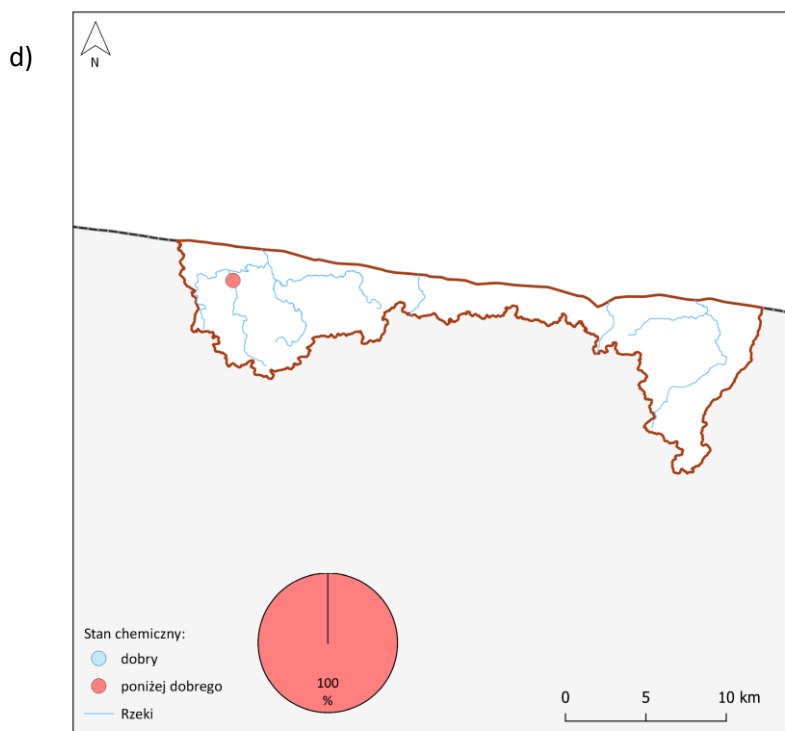 d)
N
100
%
Stan chemiczny:
dobry
poniżej dobrego
Rzeki
0 5 10 km